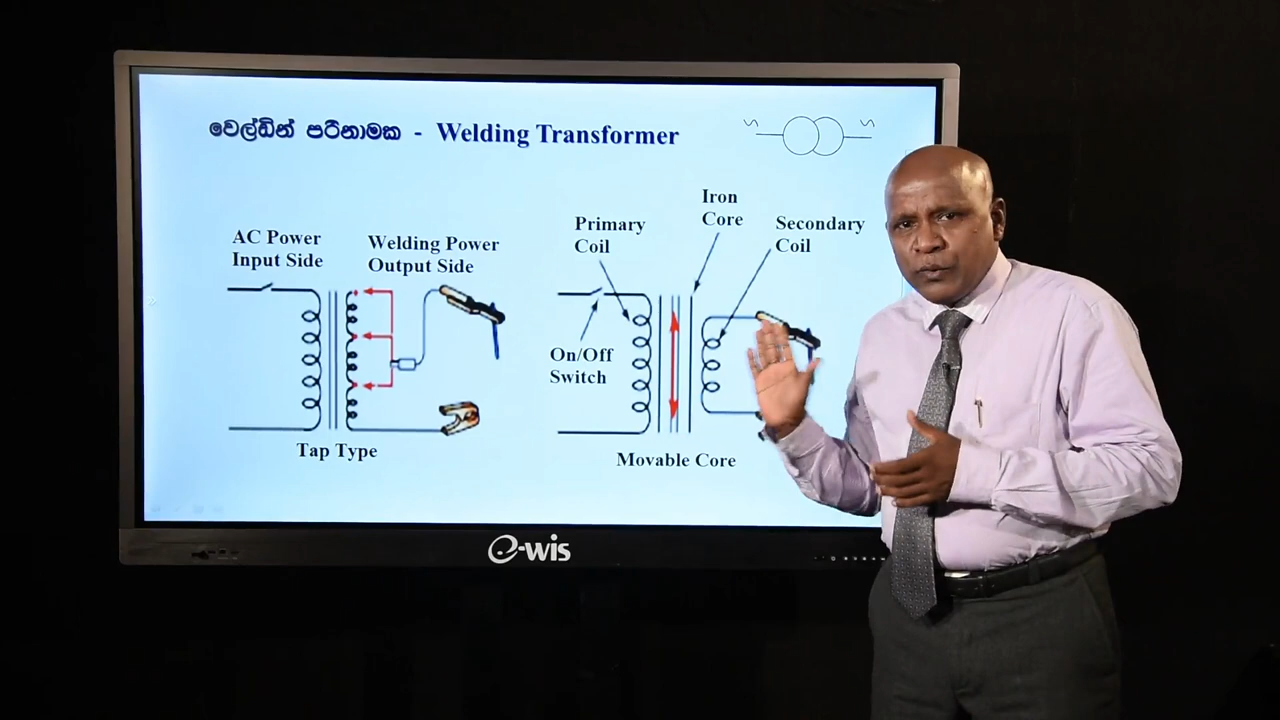 වෙල්ඩින් පරිනාමක - Welding Transformer
AC Power
Input Side
Welding Power
Output Side
Tap Type
Primary
Coil
Iron
Core
Secondary
Coil
On/Off
Switch
Movable Core
e-wis